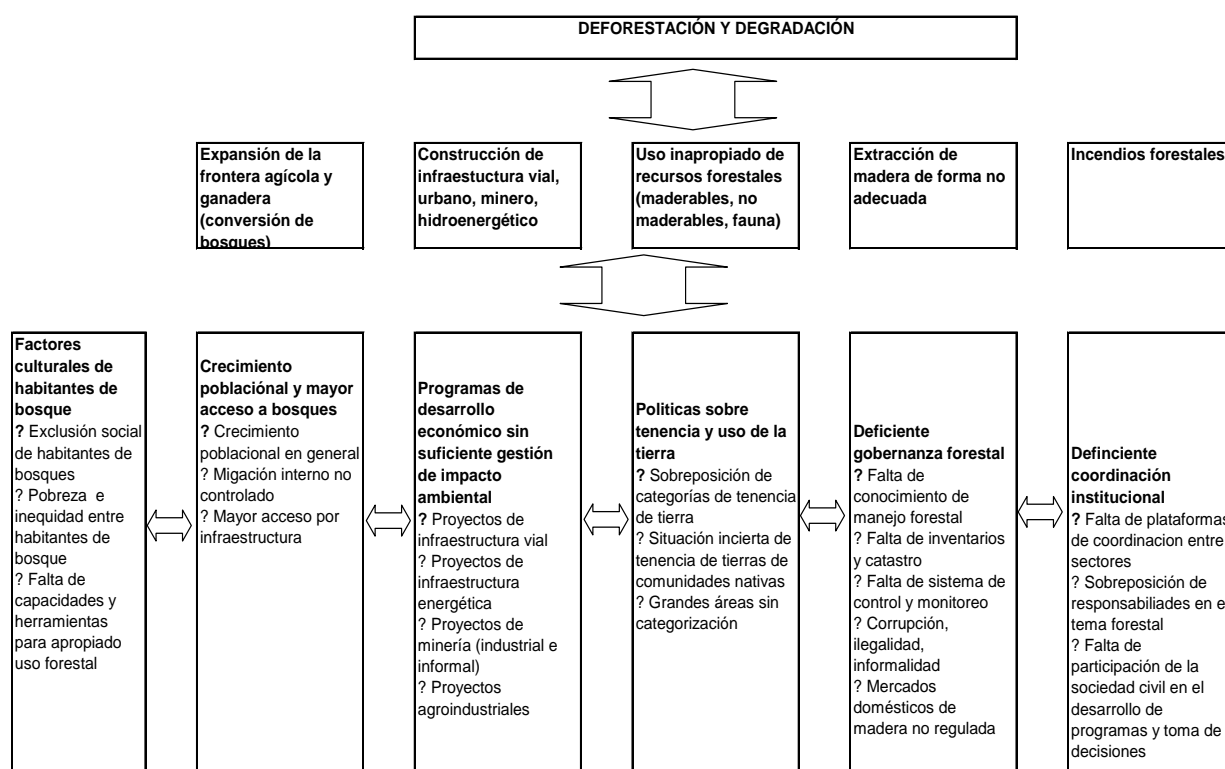 DEFORESTACIÓN Y DEGRADACIÓN
Expansión de la
frontera agícola y
ganadera
(conversión de
bosques)
Construcción de
infraestuctura vial,
urbano, minero,
hidroenergético
Uso inapropiado de
recursos forestales
(maderables, no
maderables, fauna)
Extracción de
madera de forma no
adecuada
Incendios forestales
Factores
culturales de
habitantes de
bosque
? Exclusión social
de habitantes de
bosques
? Pobreza e
inequidad entre
habitantes de
bosque
? Falta de
capacidades y
herramientas
para apropiado
uso forestal
Crecimiento
poblaciónal y mayor
acceso a bosques
? Crecimiento
poblacional en general
? Migación interno no
controlado
? Mayor acceso por
infraestructura
Programas de
desarrollo
económico sin
suficiente gestión
de impacto
ambiental
? Proyectos de
infraestructura vial
? Proyectos de
infraestructura
energética
? Proyectos de
minería (industrial e
informal)
? Proyectos
agroindustriales
Politicas sobre
tenencia y uso de la
tierra
? Sobreposición de
categorías de tenencia
de tierra
? Situación incierta de
tenencia de tierras de
comunidades nativas
? Grandes áreas sin
categorización
Deficiente
gobernanza forestal
? Falta de
conocimiento de
manejo forestal
? Falta de inventarios
y catastro
? Falta de sistema de
control y monitoreo
? Corrupción,
ilegalidad,
informalidad
? Mercados
domésticos de
madera no regulada
Definciente
coordinación
institucional
? Falta de plataformas
de coordinacion entre
sectores
? Sobreposición de
responsabiliades en e
tema forestal
? Falta de
participación de la
sociedad civil en el
desarrollo de
programas y toma de
decisiones